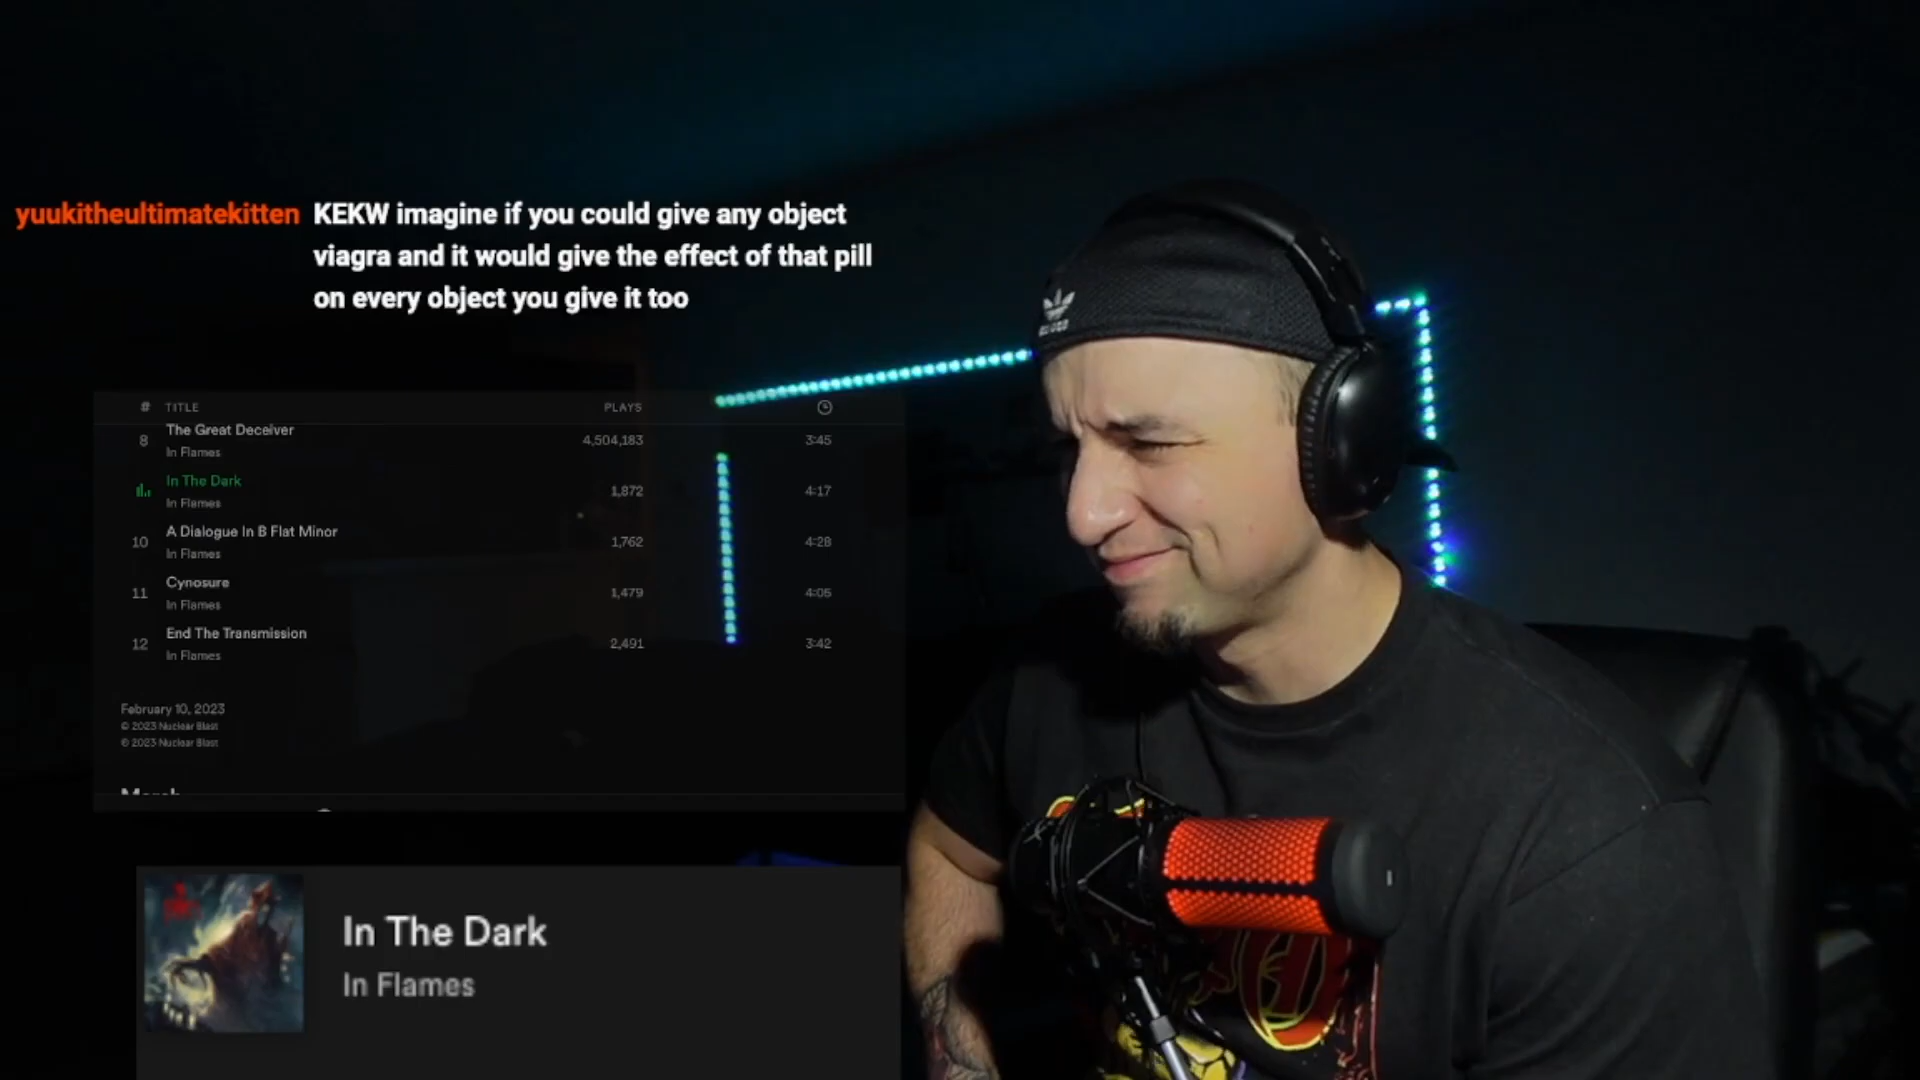 yuukitheultimatekitten KEKW imagine if you could give any object
viagra and it would give the effect of that pill
on every object you give it too
# TITLE PLAYS
8 The Great Deceiver 4,504,183 3:45
In Flames
In The Dark 1,872 4:17
In Flames
10 A Dialogue In B Flat Minor 1,762 4:28
In Flames
11 Cynosure 1,479 4:05
In Flames
12 End The Transmission 2,491 3:42
In Flames
February 10, 2023
© 2023 Nuclear Blast
℗ 2023 Nuclear Blast
In The Dark
In Flames